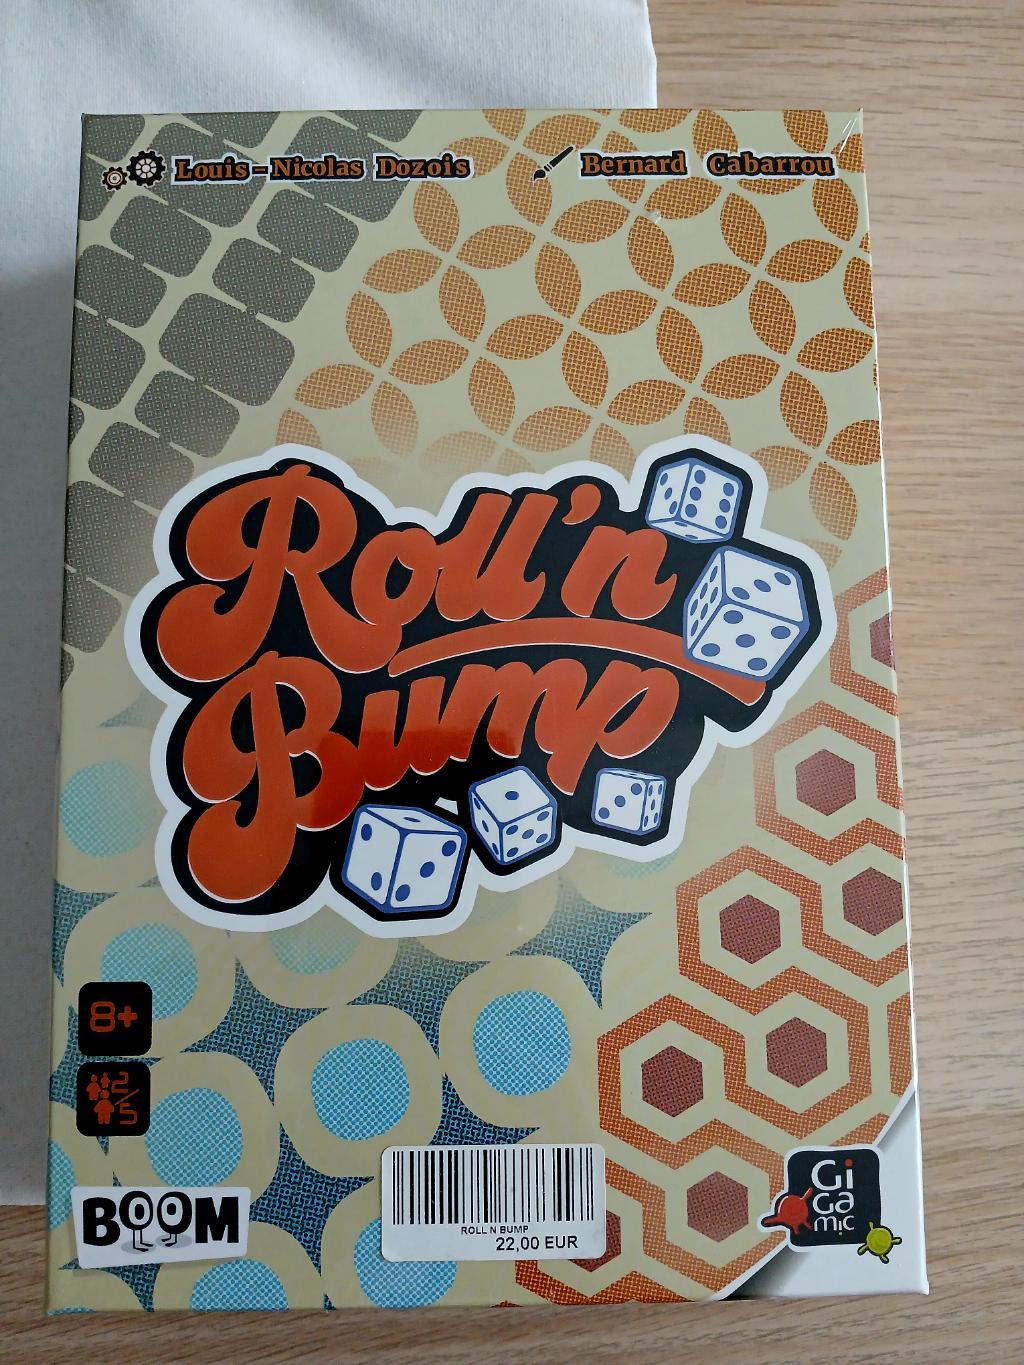 Louis-Nicolas Dozois
Bernard Cabarrou
Roll'n
Bump
8+
2/5
BOOM
ROLL N BUMP
22,00 EUR
Gi
Ga
mic